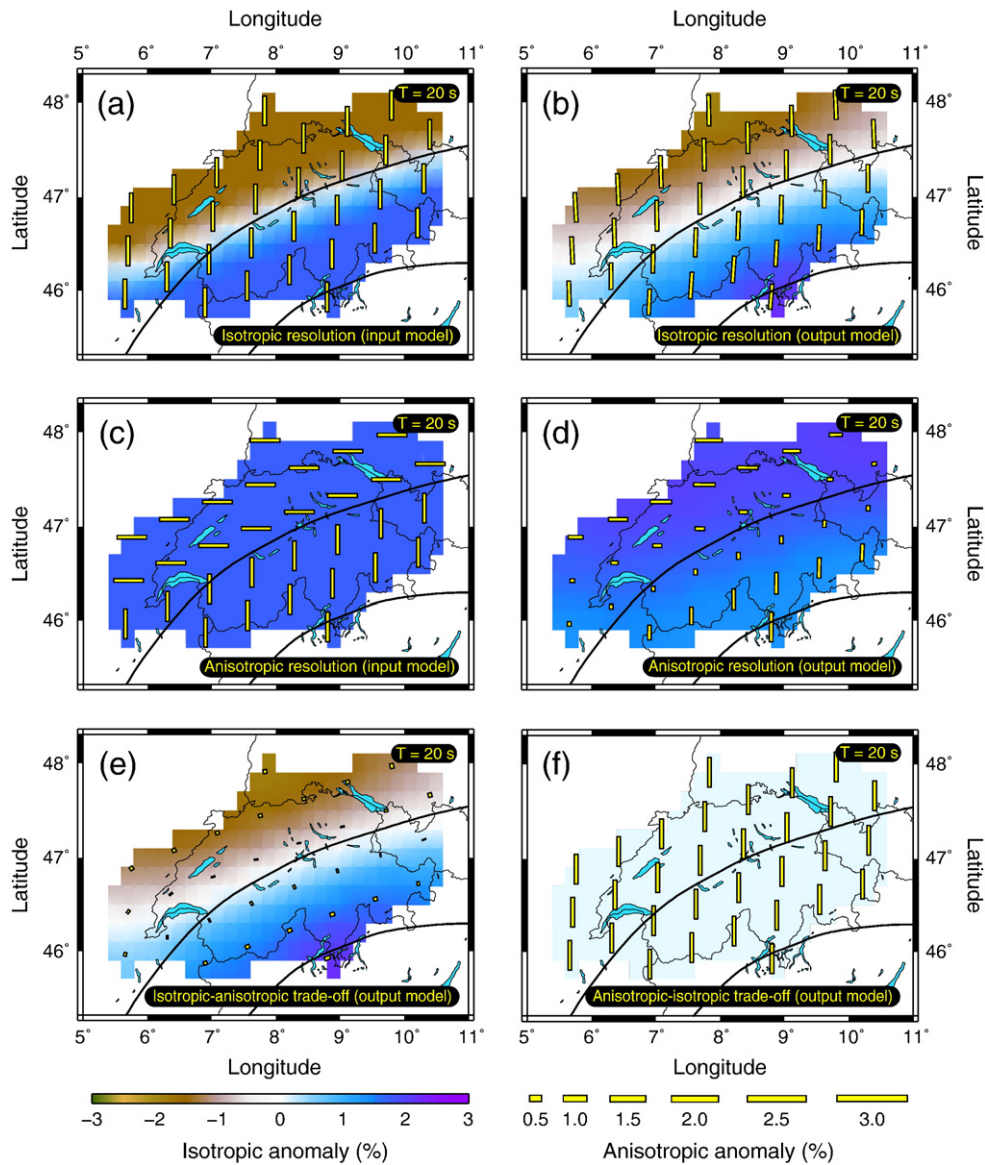 Longitude Longitude
5° 6° 7° 8° 9° 10° 11° 5° 6° 7° 8° 9° 10° 11°
(a) T = 20 s (b) T = 20 s
48° 48°
47° 47°
46° 46°
Latitude Latitude
Isotropic resolution (input model) Isotropic resolution (output model)
(c) T = 20 s (d) T = 20 s
48° 48°
47° 47°
46° 46°
Latitude Latitude
Anisotropic resolution (input model) Anisotropic resolution (output model)
(e) T = 20 s (f) T = 20 s
48° 48°
47° 47°
46° 46°
Latitude Latitude
Isotropic-anisotropic trade-off (output model) Anisotropic-isotropic trade-off (output model)
5° 6° 7° 8° 9° 10° 11° 5° 6° 7° 8° 9° 10° 11°
Longitude Longitude
−3 −2 −1 0 1 2 3 0.5 1.0 1.5 2.0 2.5 3.0
Isotropic anomaly (%) Anisotropic anomaly (%)